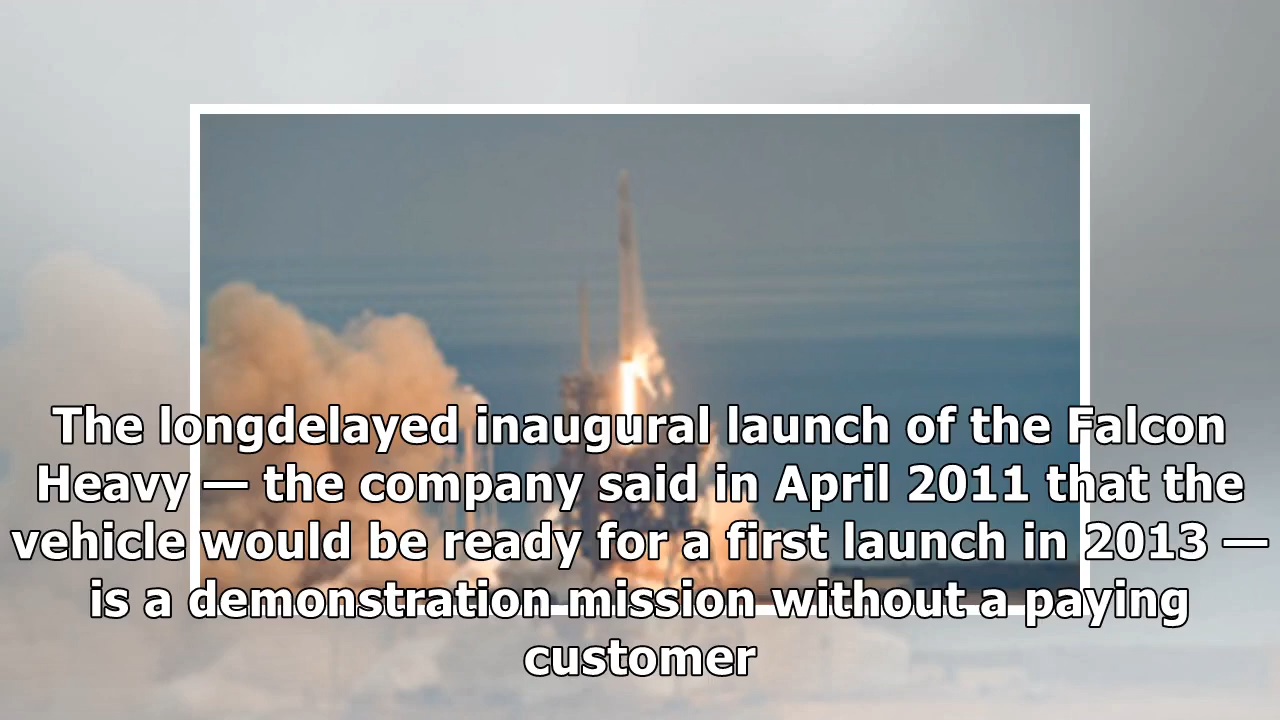 The longdelayed inaugural launch of the Falcon
Heavy — the company said in April 2011 that the
vehicle would be ready for a first launch in 2013 —
is a demonstration mission without a paying
customer